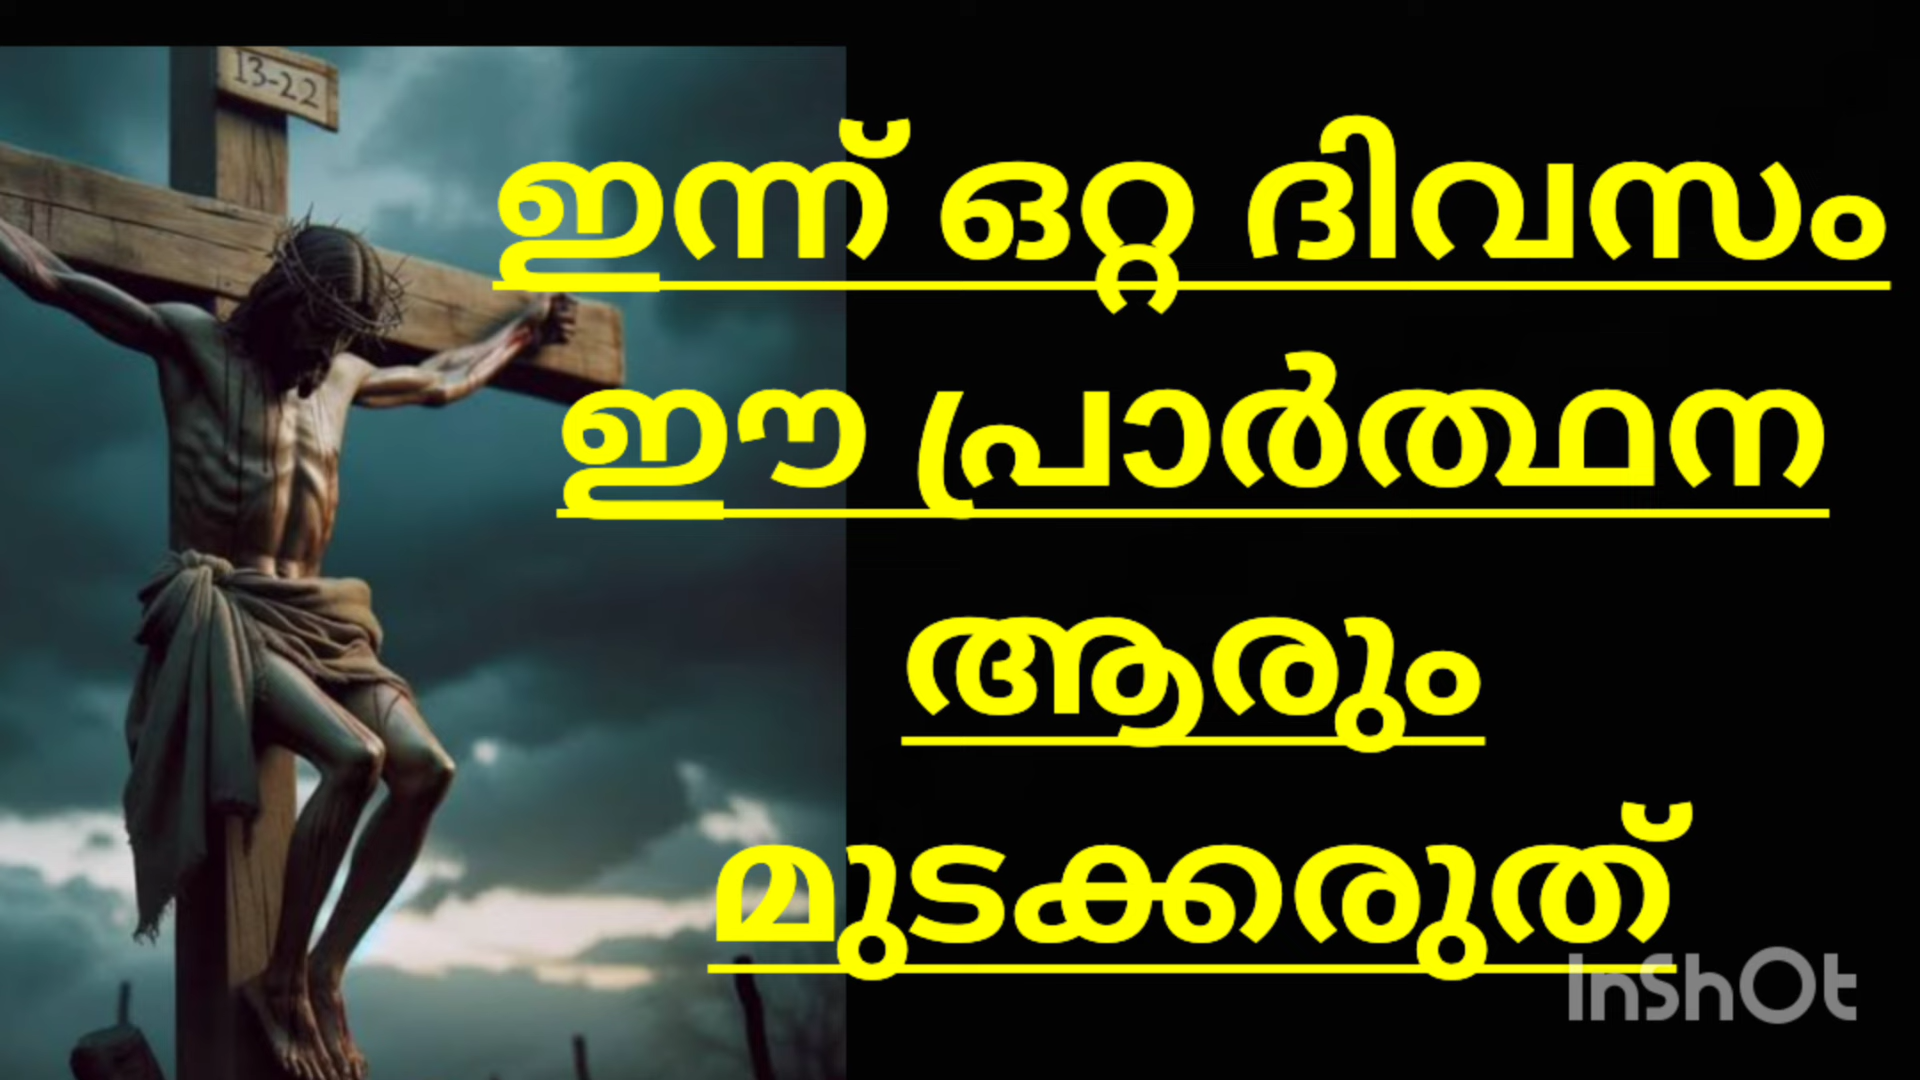 13-22
ഇന്ന് ഒറ്റ ദിവസം
ഈ പ്രാർത്ഥന
ആരും
മുടക്കരുത്
InShOt